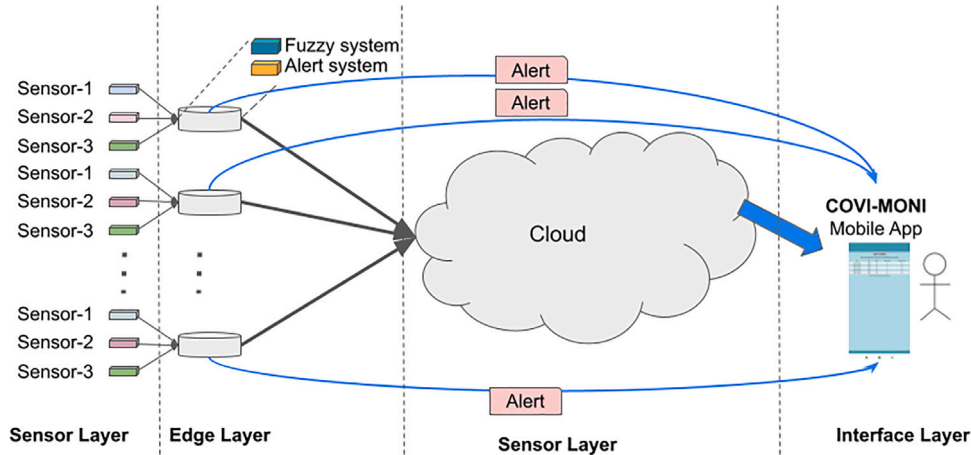 Fuzzy system
Alert system
Sensor-1
Sensor-2
Sensor-3
Sensor-1
Sensor-2
Sensor-3
Sensor-1
Sensor-2
Sensor-3
Alert
Alert
Cloud
COVI-MONI
Mobile App
Alert
Sensor Layer
Edge Layer
Sensor Layer
Interface Layer